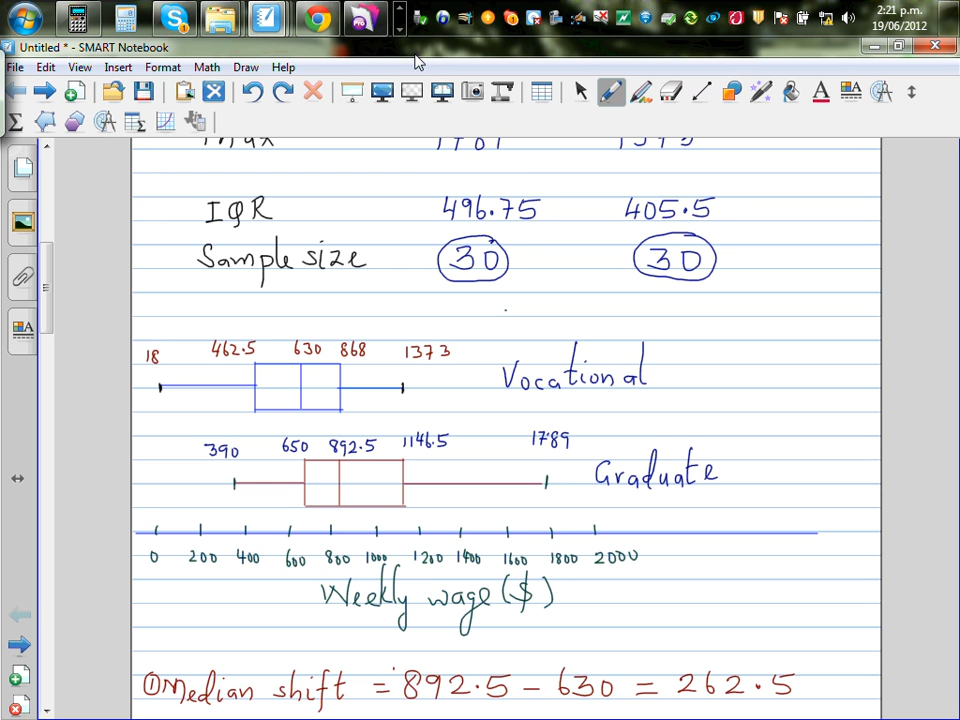 2:21 p.m.
19/06/2012
Untitled * - SMART Notebook
File Edit View Insert Format Math Draw Help
IQR 496.75 405.5
Sample size 30 30
18 462.5 630 868 1373
Vocational
390 650 892.5 1146.5 1789
Graduate
0 200 400 600 800 1000 1200 1400 1600 1800 2000
Weekly wage ($)
①Median shift = 892.5 - 630 = 262.5